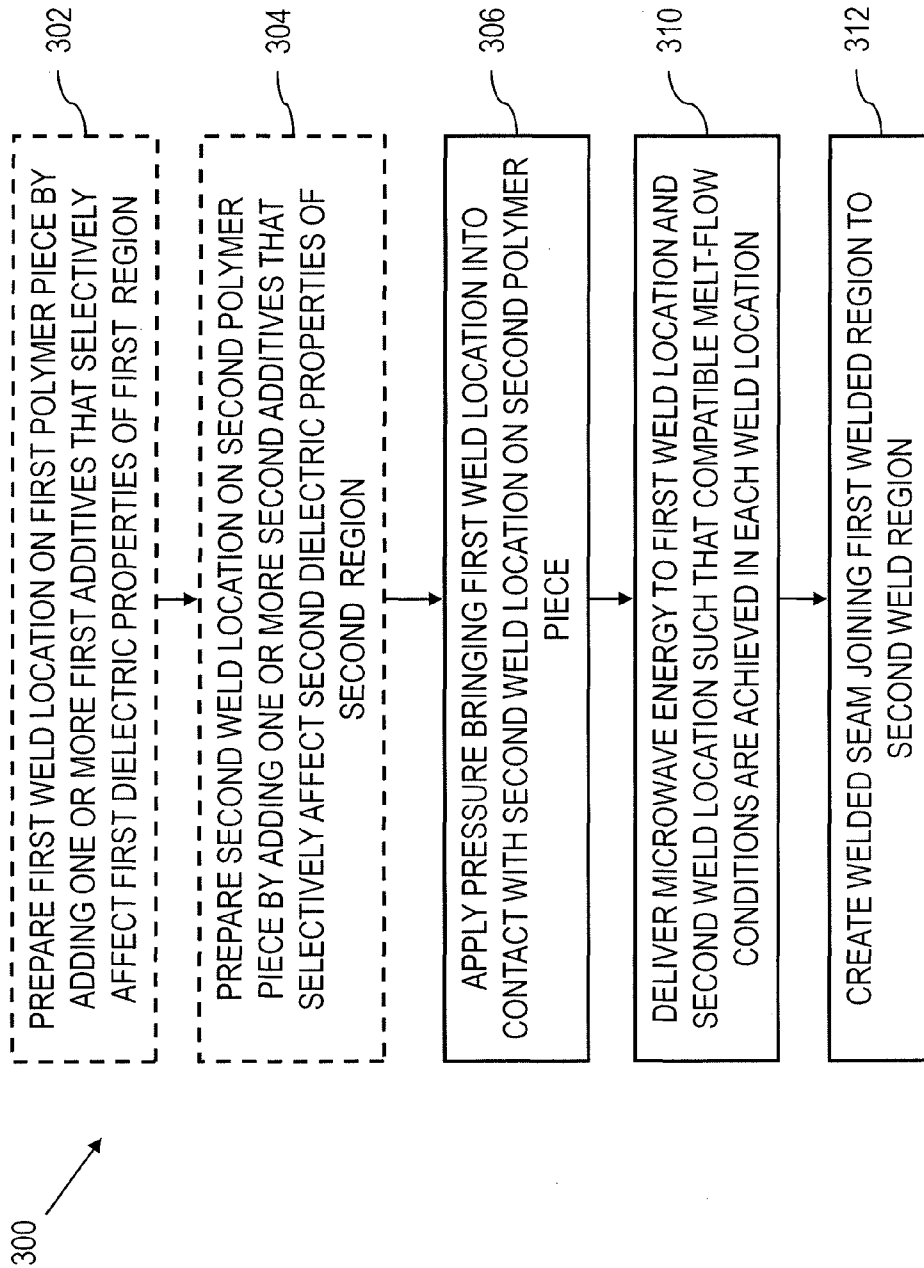 300
PREPARE FIRST WELD LOCATION ON FIRST POLYMER PIECE BY
ADDING ONE OR MORE FIRST ADDITIVES THAT SELECTIVELY
AFFECT FIRST DIELECTRIC PROPERTIES OF FIRST REGION
302
PREPARE SECOND WELD LOCATION ON SECOND POLYMER
PIECE BY ADDING ONE OR MORE SECOND ADDITIVES THAT
SELECTIVELY AFFECT SECOND DIELECTRIC PROPERTIES OF
SECOND REGION
304
APPLY PRESSURE BRINGING FIRST WELD LOCATION INTO
CONTACT WITH SECOND WELD LOCATION ON SECOND POLYMER
PIECE
306
DELIVER MICROWAVE ENERGY TO FIRST WELD LOCATION AND
SECOND WELD LOCATION SUCH THAT COMPATIBLE MELT-FLOW
CONDITIONS ARE ACHIEVED IN EACH WELD LOCATION
310
CREATE WELDED SEAM JOINING FIRST WELDED REGION TO
SECOND WELD REGION
312